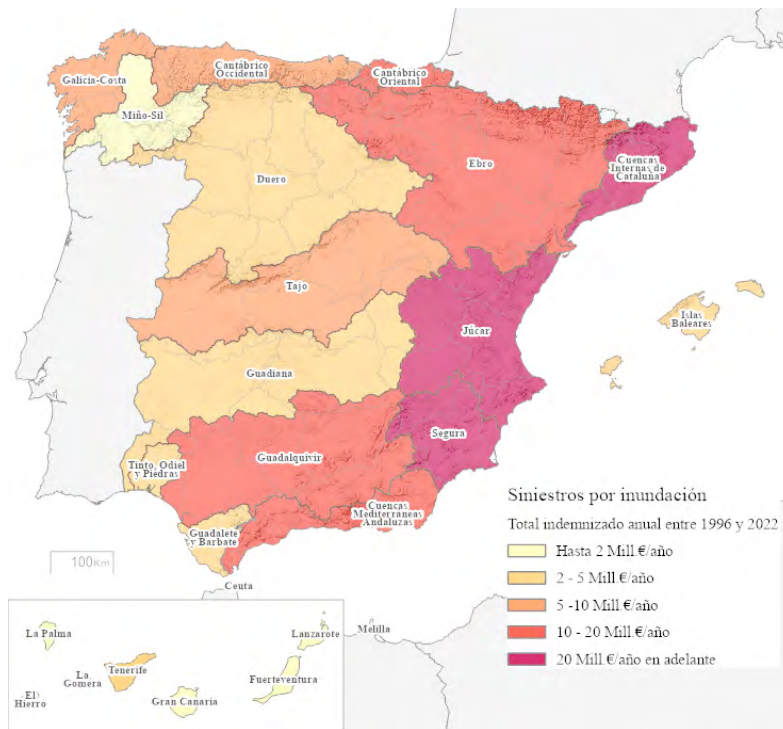 Galicia-Costa
Cantábrico
Occidental
Cantábrico
Oriental
Miño-Sil
Ebro
Cuencas
Internas de
Cataluña
Duero
Tajo
Júcar
Islas
Baleares
Guadiana
Segura
Tinto, Odiel
y Piedras
Guadalquivir
Cuencas
Mediterráneas
Andaluzas
Guadalete
y Barbate
100Km
Ceuta
Melilla
Siniestros por inundación
Total indemnizado anual entre 1996 y 2022
Hasta 2 Mill.€/año
2 - 5 Mill.€/año
5 -10 Mill.€/año
10 - 20 Mill.€/año
20 Mill.€/año en adelante
La Palma
Lanzarote
Tenerife
La
Gomera
Fuerteventura
El
Hierro
Gran Canaria